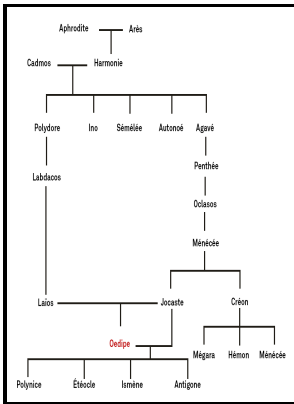 Aphrodite Arès
Cadmos Harmonie
Polydore Ino Sémélée Autonoé Agavé
Penthée
Labdacos
Oclasos
Ménécée
Laïos Jocaste Créon
Oedipe
Mégara Hémon Ménécée
Polynice Étéocle Ismène Antigone